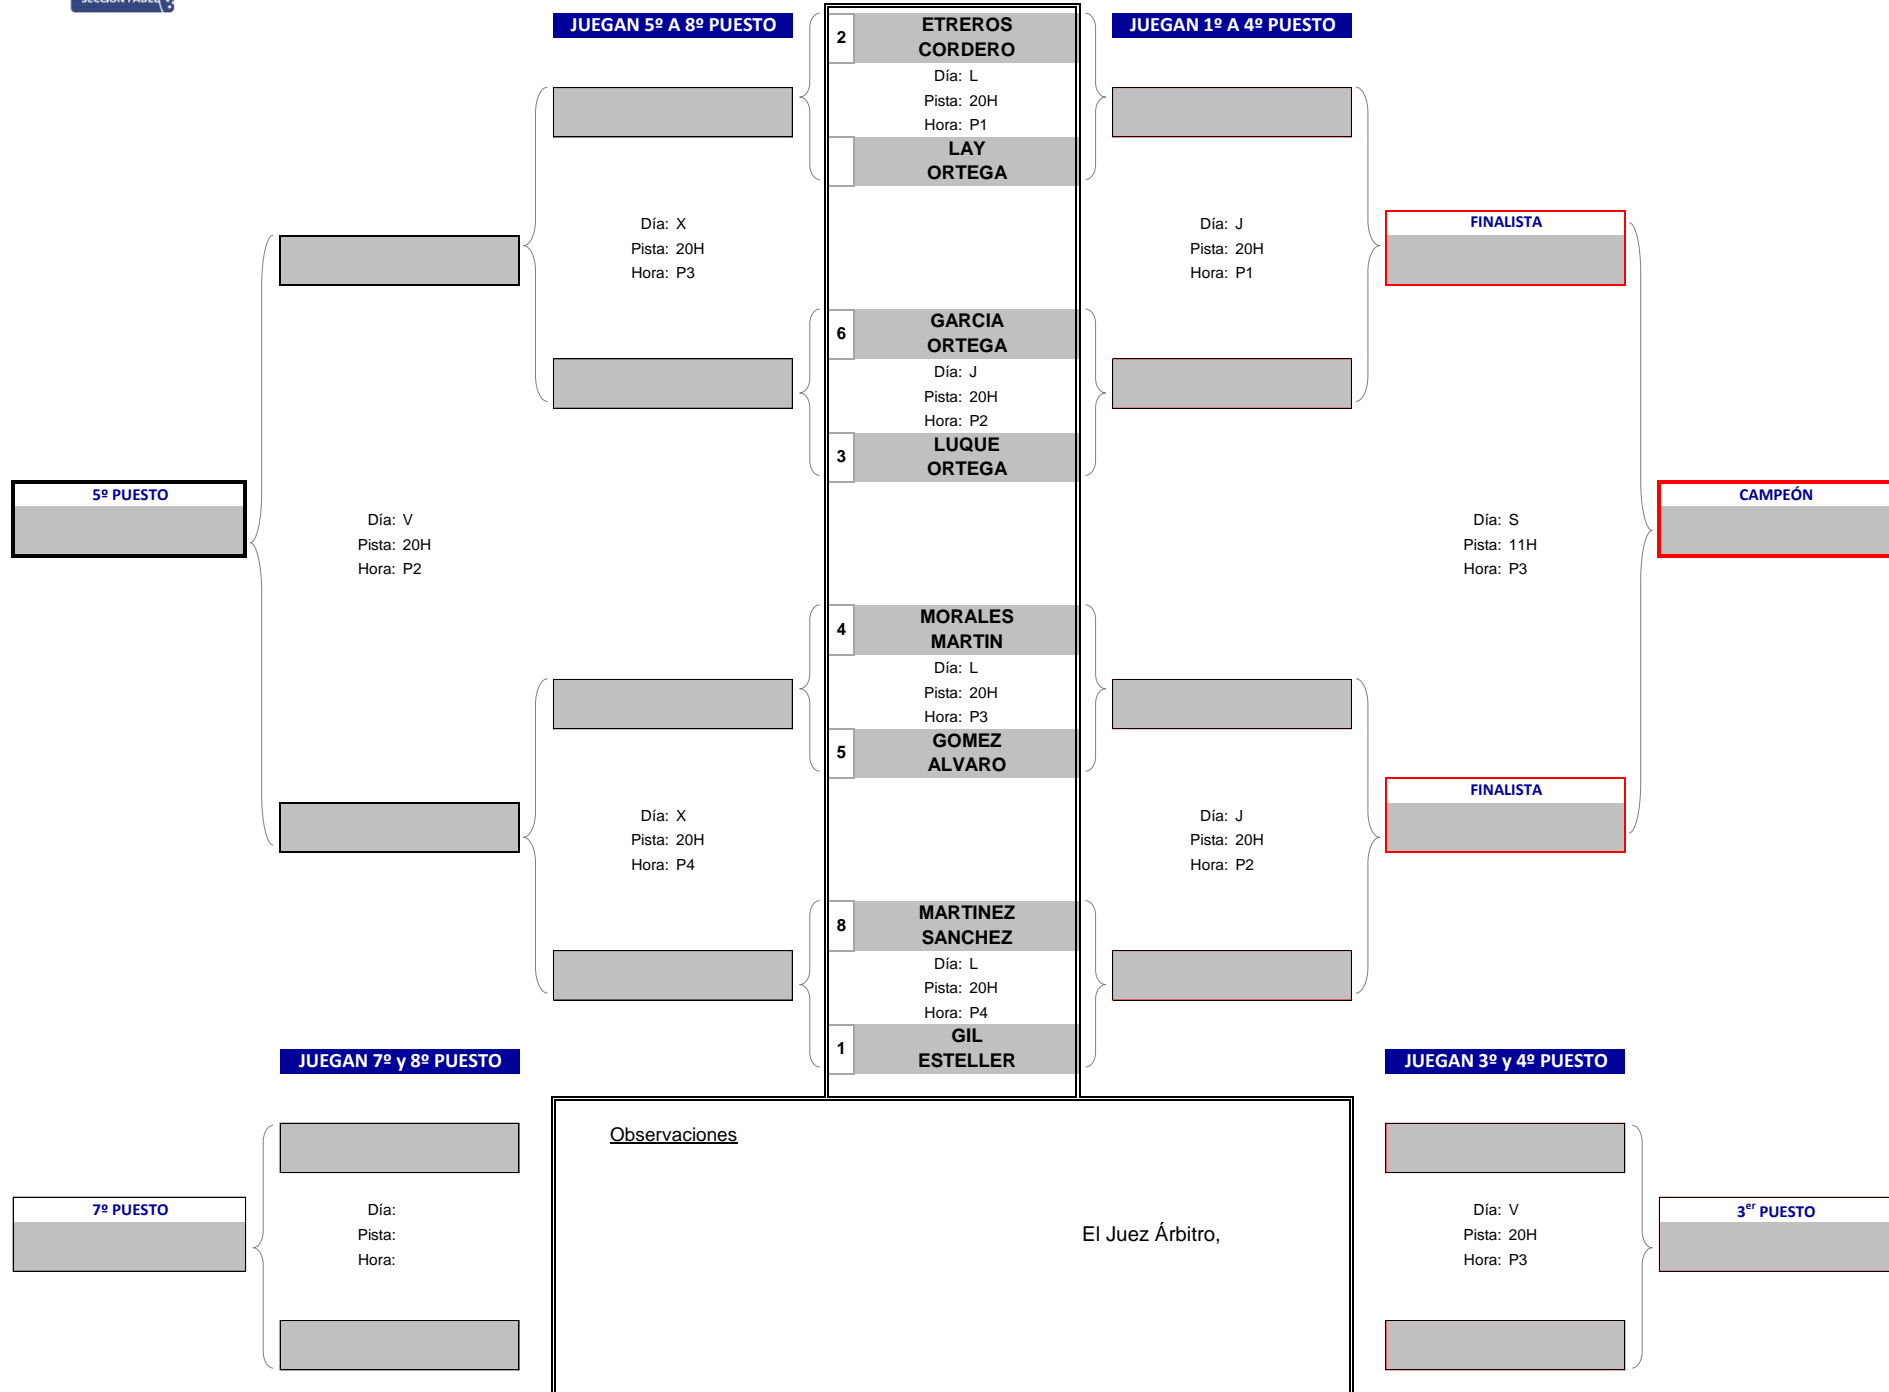 SECCIÓN PADEL
JUEGAN 5º A 8º PUESTO
2
ETREROS
CORDERO
JUEGAN 1º A 4º PUESTO
Día: L
Pista: 20H
Hora: P1
LAY
ORTEGA
Día: X
Pista: 20H
Hora: P3
Día: J
Pista: 20H
Hora: P1
FINALISTA
6
GARCIA
ORTEGA
Día: J
Pista: 20H
Hora: P2
3
LUQUE
ORTEGA
5º PUESTO
Día: V
Pista: 20H
Hora: P2
Día: S
Pista: 11H
Hora: P3
CAMPEÓN
4
MORALES
MARTIN
Día: L
Pista: 20H
Hora: P3
5
GOMEZ
ALVARO
Día: X
Pista: 20H
Hora: P4
Día: J
Pista: 20H
Hora: P2
FINALISTA
8
MARTINEZ
SANCHEZ
Día: L
Pista: 20H
Hora: P4
1
GIL
ESTELLER
JUEGAN 7º y 8º PUESTO
JUEGAN 3º y 4º PUESTO
Observaciones
7º PUESTO
Día:
Pista:
Hora:
El Juez Árbitro,
Día: V
Pista: 20H
Hora: P3
3er PUESTO